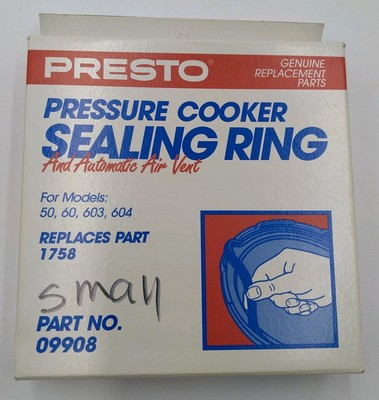 PRESTO®
GENUINE
REPLACEMENT
PARTS
PRESSURE COOKER
SEALING RING
And Automatic Air Vent
For Models:
50, 60, 603, 604
REPLACES PART
1758
small
PART NO.
09908